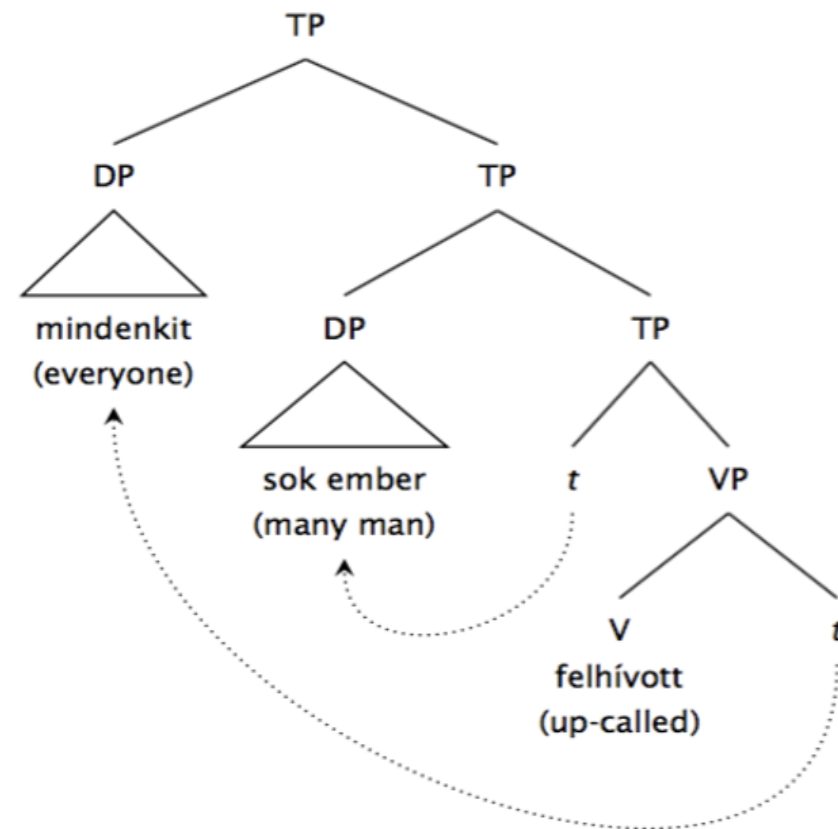 TP
DP TP
mindenkit DP TP
(everyone)
sok ember t VP
(many man)
V t
felhívott
(up-called)